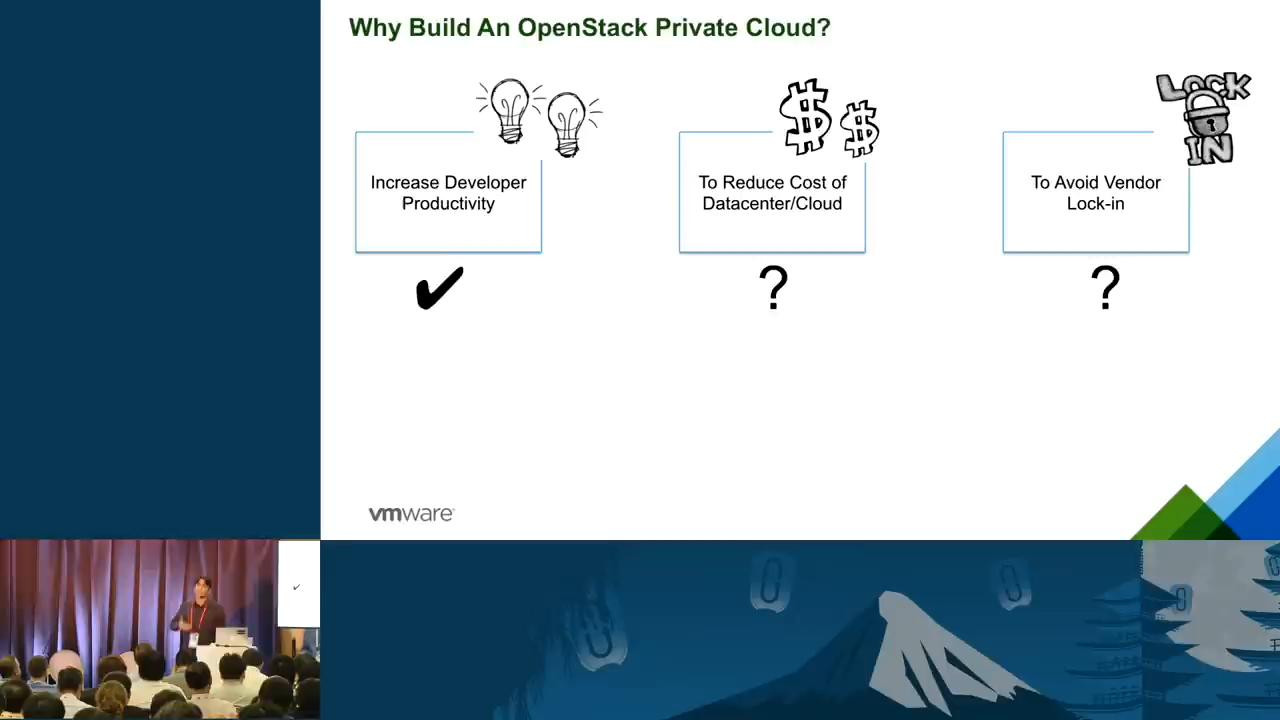 Why Build An OpenStack Private Cloud?
LOCK
IN
Increase Developer
Productivity
To Reduce Cost of
Datacenter/Cloud
To Avoid Vendor
Lock-in
✔
?
?
vmware